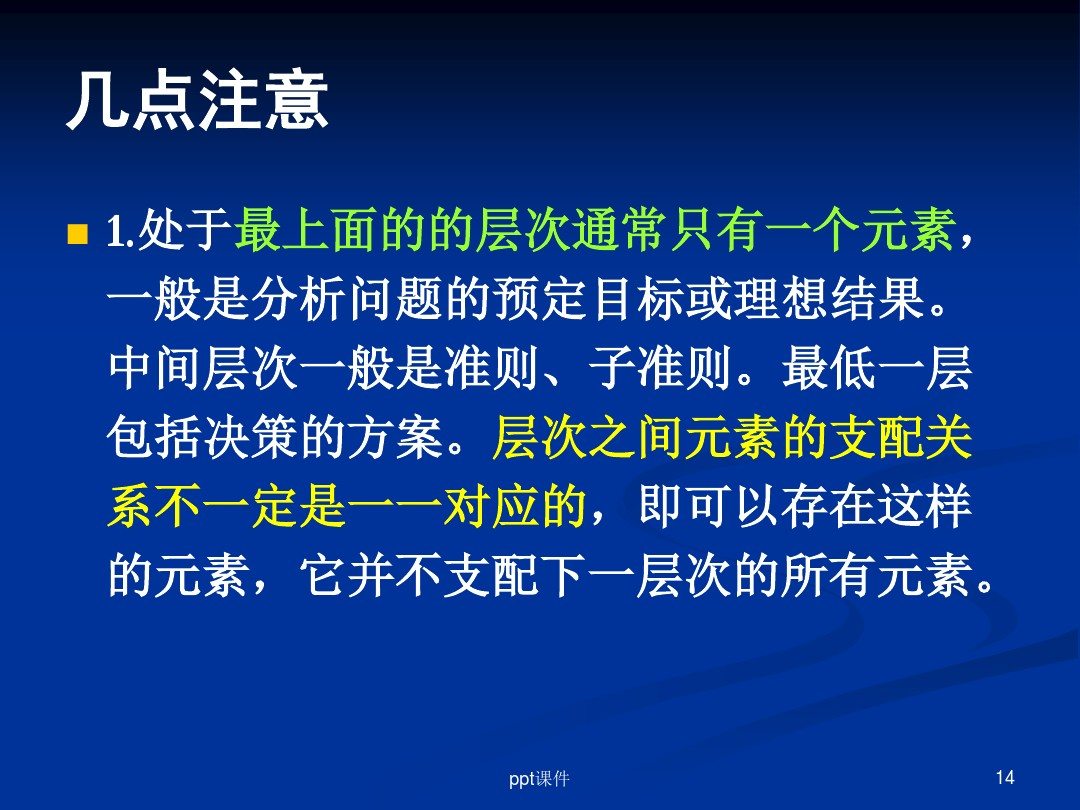 几点注意
1.处于最上面的的层次通常只有一个元素，
一般是分析问题的预定目标或理想结果。
中间层次一般是准则、子准则。最低一层
包括决策的方案。层次之间元素的支配关
系不一定是一一对应的，即可以存在这样
的元素，它并不支配下一层次的所有元素。
ppt课件
14